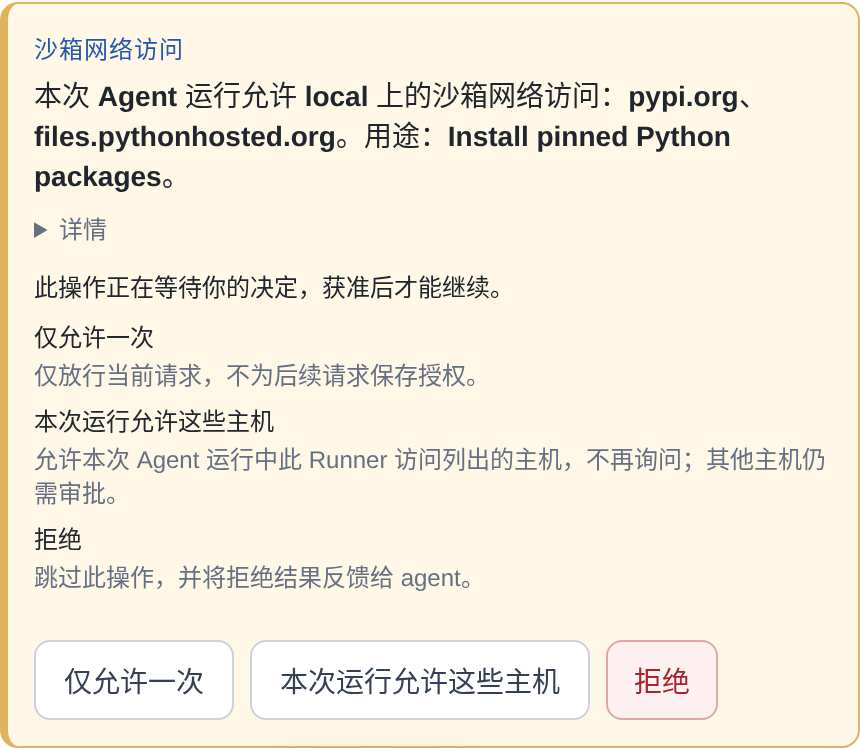 沙箱网络访问
本次 Agent 运行允许 local 上的沙箱网络访问：pypi.org、
files.pythonhosted.org。用途：Install pinned Python
packages。
▶ 详情
此操作正在等待你的决定，获准后才能继续。
仅允许一次
仅放行当前请求，不为后续请求保存授权。
本次运行允许这些主机
允许本次 Agent 运行中此 Runner 访问列出的主机，不再询问；其他主机仍
需审批。
拒绝
跳过此操作，并将拒绝结果反馈给 agent。
仅允许一次 本次运行允许这些主机 拒绝